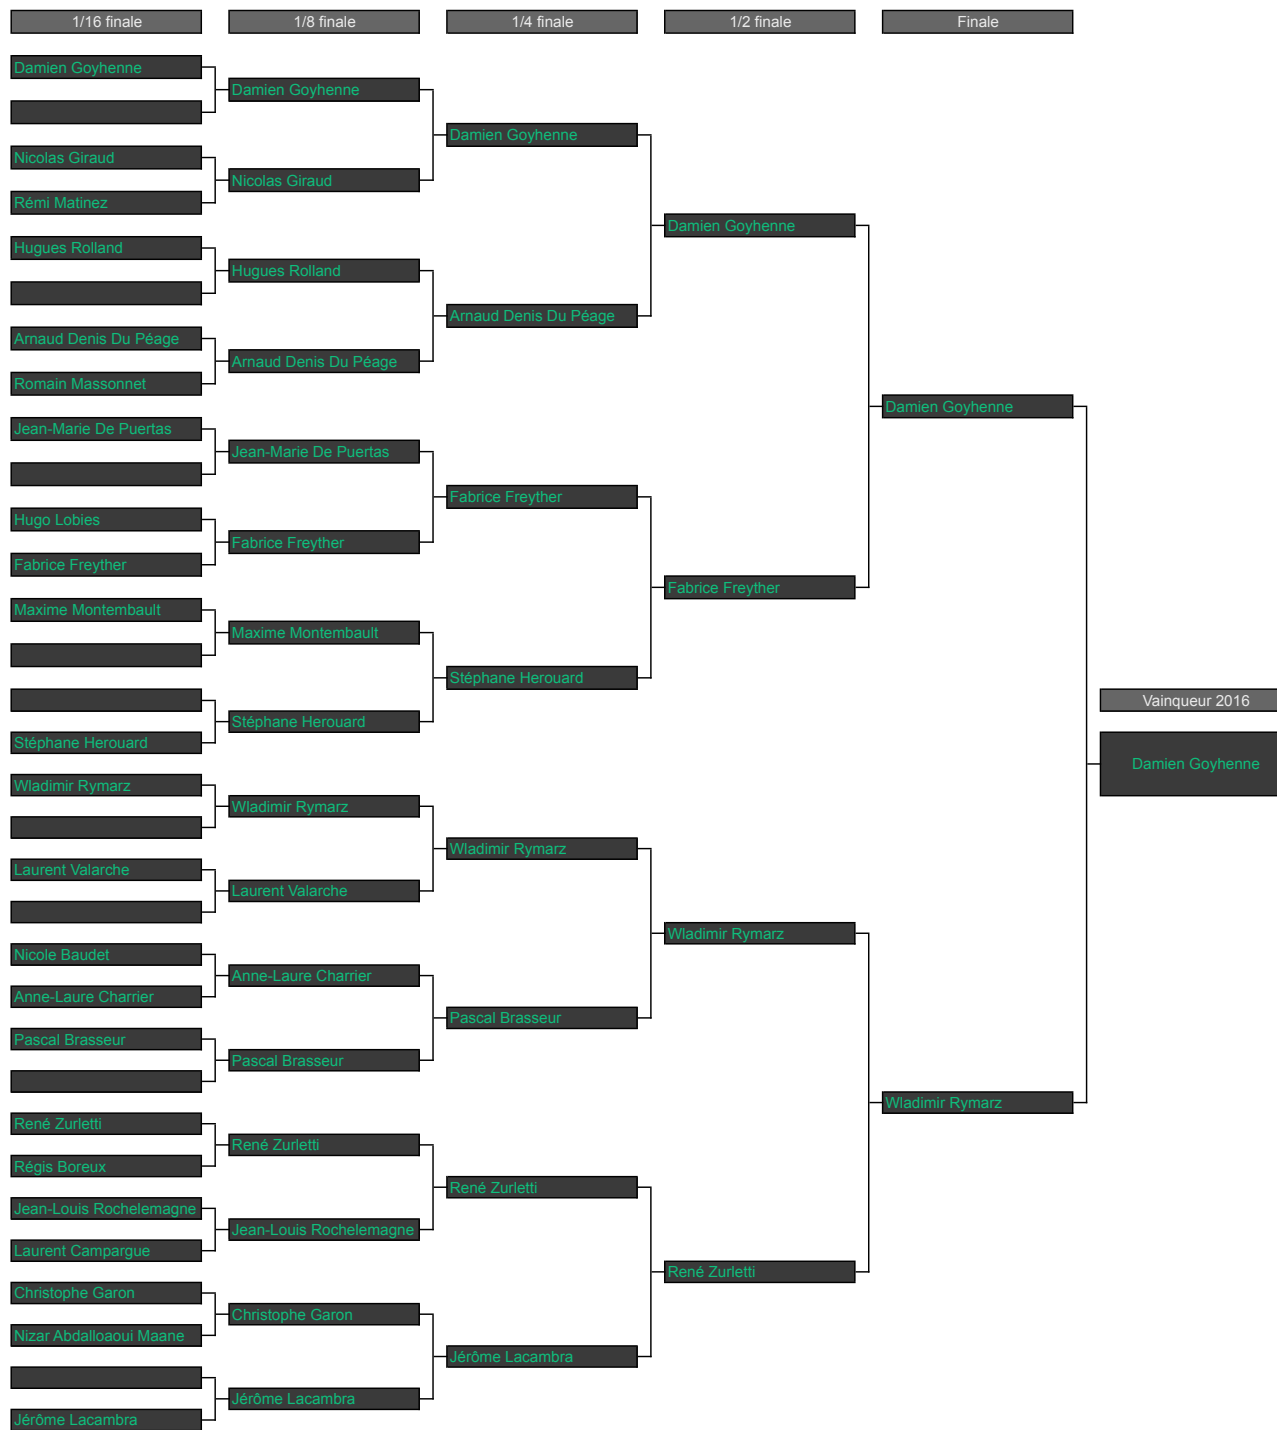 1/16 finale
1/8 finale
1/4 finale
1/2 finale
Finale
Damien Goyhenne
Nicolas Giraud
Rémi Matinez
Hugues Rolland
Arnaud Denis Du Péage
Romain Massonnet
Jean-Marie De Puertas
Hugo Lobies
Fabrice Freyther
Maxime Montembault
Stéphane Herouard
Wladimir Rymarz
Laurent Valarche
Nicole Baudet
Anne-Laure Charrier
Pascal Brasseur
René Zurletti
Régis Boreux
Jean-Louis Rochelemagne
Laurent Campargue
Christophe Garon
Nizar Abdalloaoui Maane
Jérôme Lacambra
Damien Goyhenne
Nicolas Giraud
Hugues Rolland
Arnaud Denis Du Péage
Jean-Marie De Puertas
Fabrice Freyther
Maxime Montembault
Stéphane Herouard
Wladimir Rymarz
Laurent Valarche
Anne-Laure Charrier
Pascal Brasseur
René Zurletti
Jean-Louis Rochelemagne
Christophe Garon
Jérôme Lacambra
Damien Goyhenne
Arnaud Denis Du Péage
Fabrice Freyther
Stéphane Herouard
Wladimir Rymarz
Pascal Brasseur
René Zurletti
Jérôme Lacambra
Damien Goyhenne
Fabrice Freyther
Wladimir Rymarz
René Zurletti
Damien Goyhenne
Wladimir Rymarz
Vainqueur 2016
Damien Goyhenne